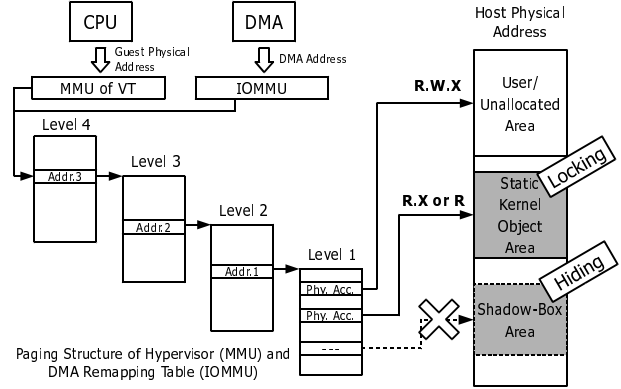 CPU
DMA
Host Physical
Address
Guest Physical
Address
DMA Address
MMU of VT
IOMMU
R.W.X
User/
Unallocated
Area
Level 4
Level 3
Level 2
Level 1
Addr.3
Addr.2
Addr.1
Phy. Acc.
Phy. Acc.
---
R.X or R
Locking
Static
Kernel
Object
Area
Hiding
Shadow-Box
Area
Paging Structure of Hypervisor (MMU) and
DMA Remapping Table (IOMMU)